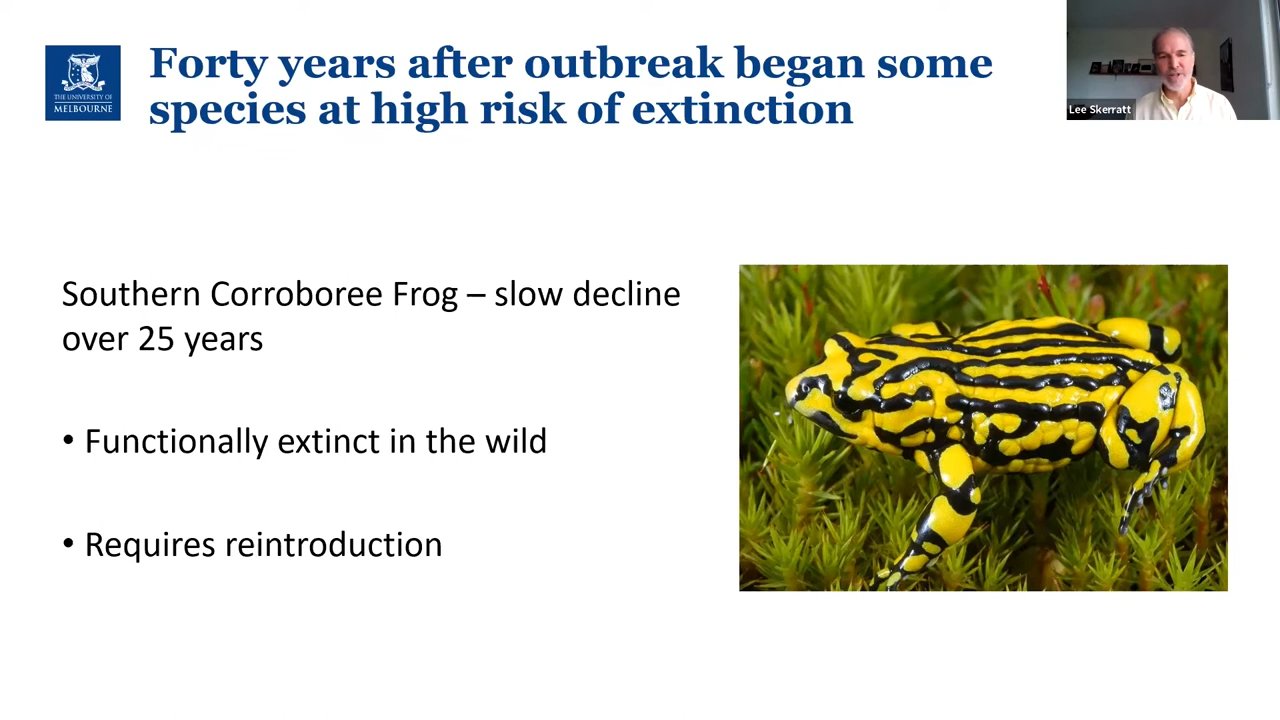 Forty years after outbreak began some
species at high risk of extinction
THE UNIVERSITY OF
MELBOURNE
Lee Skerratt
Southern Corroboree Frog – slow decline
over 25 years
• Functionally extinct in the wild
• Requires reintroduction